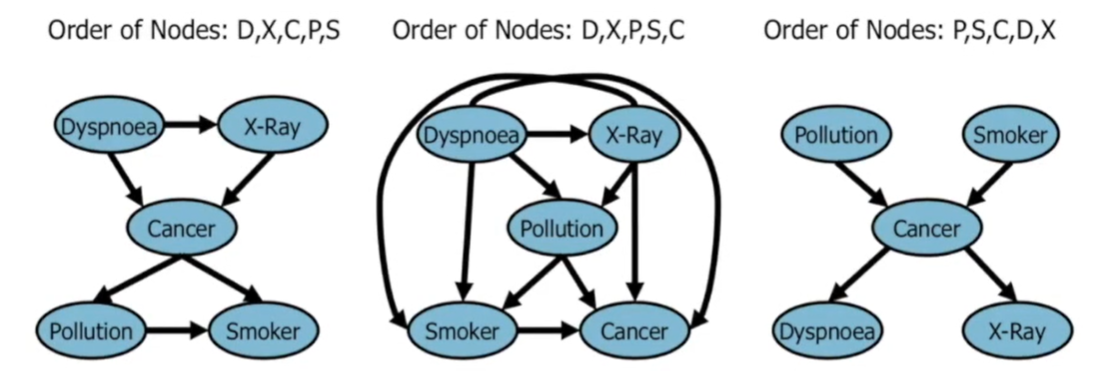 Order of Nodes: D,X,C,P,S
Dyspnoea
X-Ray
Cancer
Pollution
Smoker
Order of Nodes: D,X,P,S,C
Dyspnoea
X-Ray
Pollution
Smoker
Cancer
Order of Nodes: P,S,C,D,X
Pollution
Smoker
Cancer
Dyspnoea
X-Ray